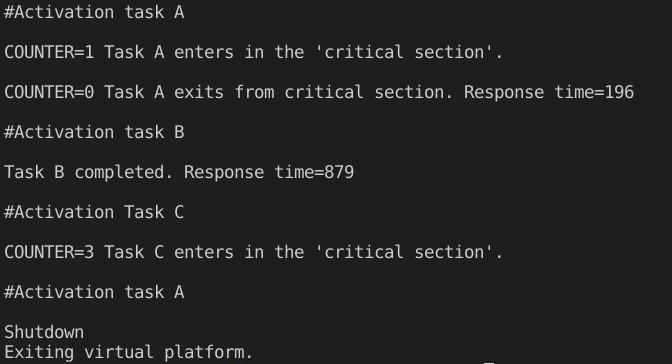 #Activation task A
COUNTER=1 Task A enters in the 'critical section'.
COUNTER=0 Task A exits from critical section. Response time=196
#Activation task B
Task B completed. Response time=879
#Activation Task C
COUNTER=3 Task C enters in the 'critical section'.
#Activation task A
Shutdown
Exiting virtual platform.